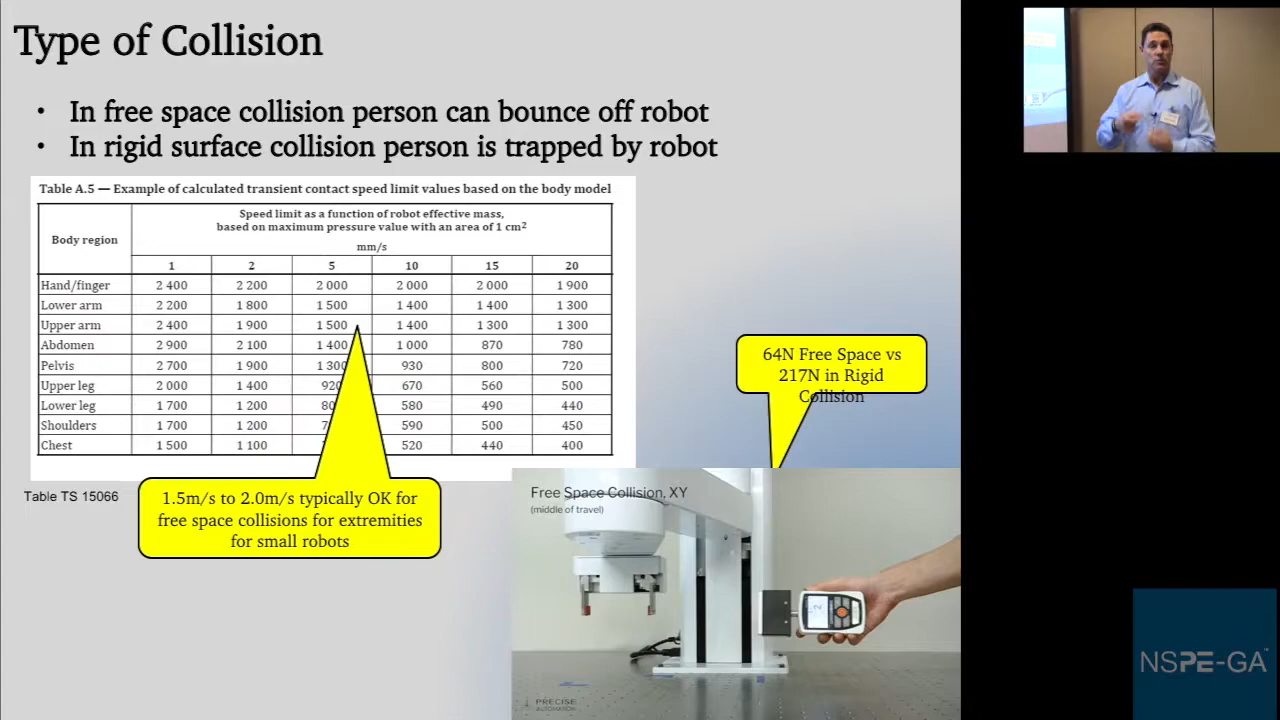 Type of Collision
• In free space collision person can bounce off robot
• In rigid surface collision person is trapped by robot
Table A.5 — Example of calculated transient contact speed limit values based on the body model
Body region
Speed limit as a function of robot effective mass,
based on maximum pressure value with an area of 1 cm²
mm/s
1 2 5 10 15 20
Hand/finger 2 400 2 200 2 000 2 000 2 000 1 900
Lower arm 2 200 1 800 1 500 1 400 1 400 1 300
Upper arm 2 400 1 900 1 500 1 400 1 300 1 300
Abdomen 2 900 2 100 1 400 1 000 870 780
Pelvis 2 700 1 900 1 300 930 800 720
Upper leg 2 000 1 400 920 670 560 500
Lower leg 1 700 1 200 580 490 440
Shoulders 1 700 1 200 590 500 450
Chest 1 500 1 100 520 440 400
Table TS 15066
1.5m/s to 2.0m/s typically OK for
free space collisions for extremities
for small robots
64N Free Space vs
217N in Rigid
Collision
Free Space Collision, XY
(middle of travel)
PRECISE
AUTOMATION
NSPE-GA™